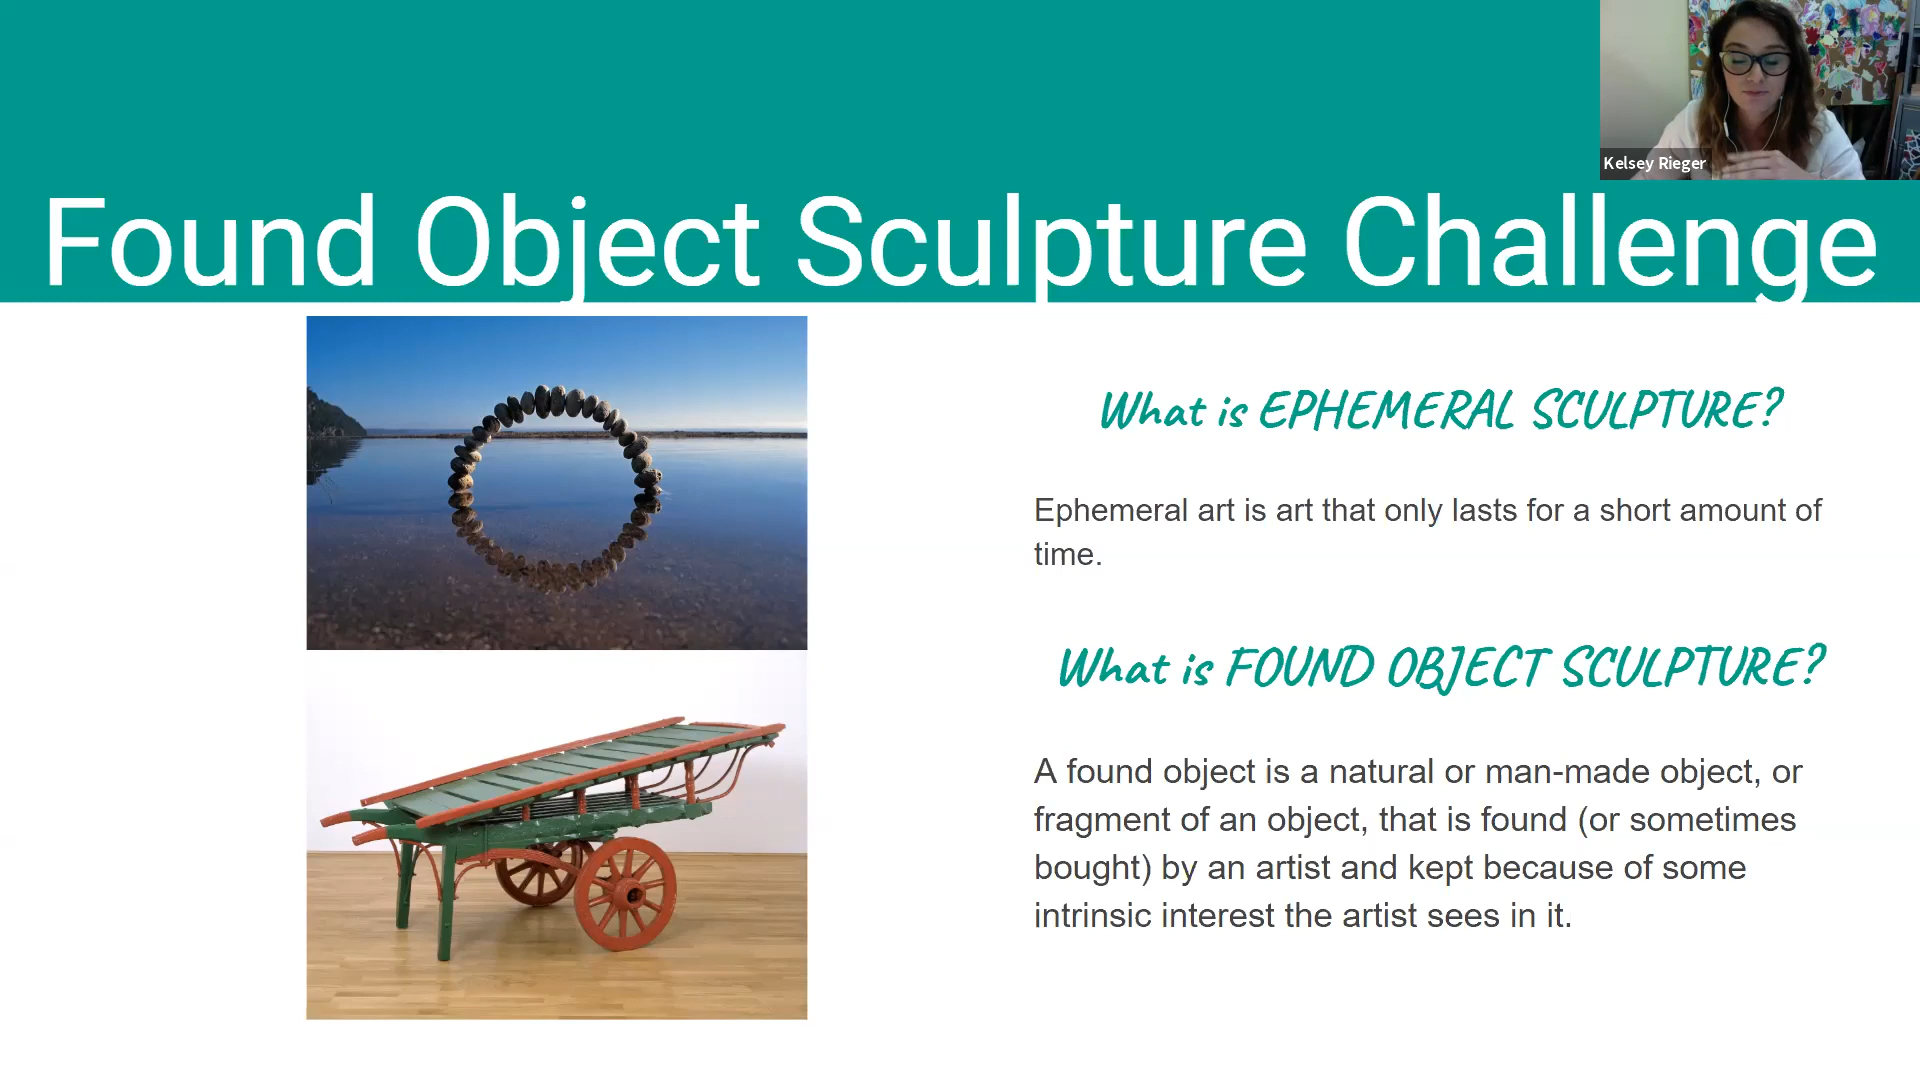 Kelsey Rieger
Found Object Sculpture Challenge
What is EPHEMERAL SCULPTURE?
Ephemeral art is art that only lasts for a short amount of
time.
What is FOUND OBJECT SCULPTURE?
A found object is a natural or man-made object, or
fragment of an object, that is found (or sometimes
bought) by an artist and kept because of some
intrinsic interest the artist sees in it.